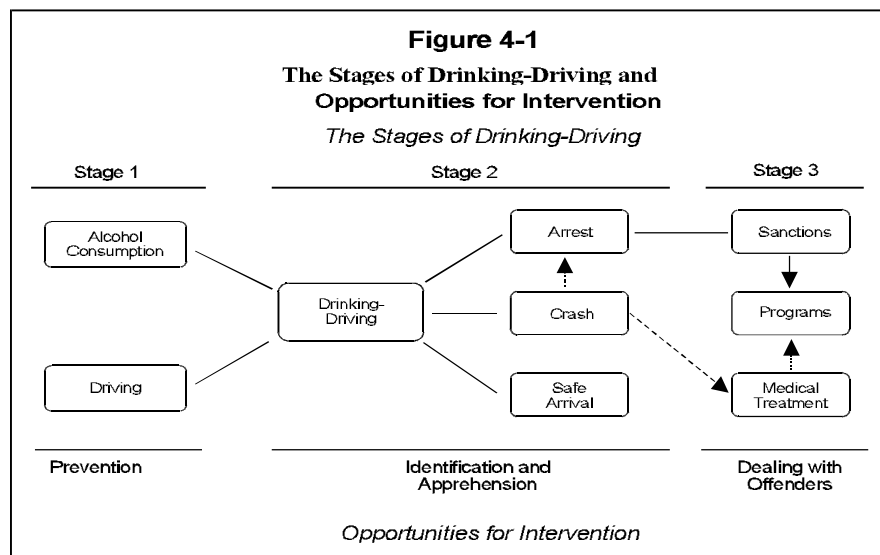 Figure 4-1
The Stages of Drinking-Driving and
Opportunities for Intervention
The Stages of Drinking-Driving
Stage 1
Stage 2
Stage 3
Alcohol
Consumption
Driving
Drinking-
Driving
Arrest
Crash
Safe
Arrival
Sanctions
Programs
Medical
Treatment
Prevention
Identification and
Apprehension
Dealing with
Offenders
Opportunities for Intervention